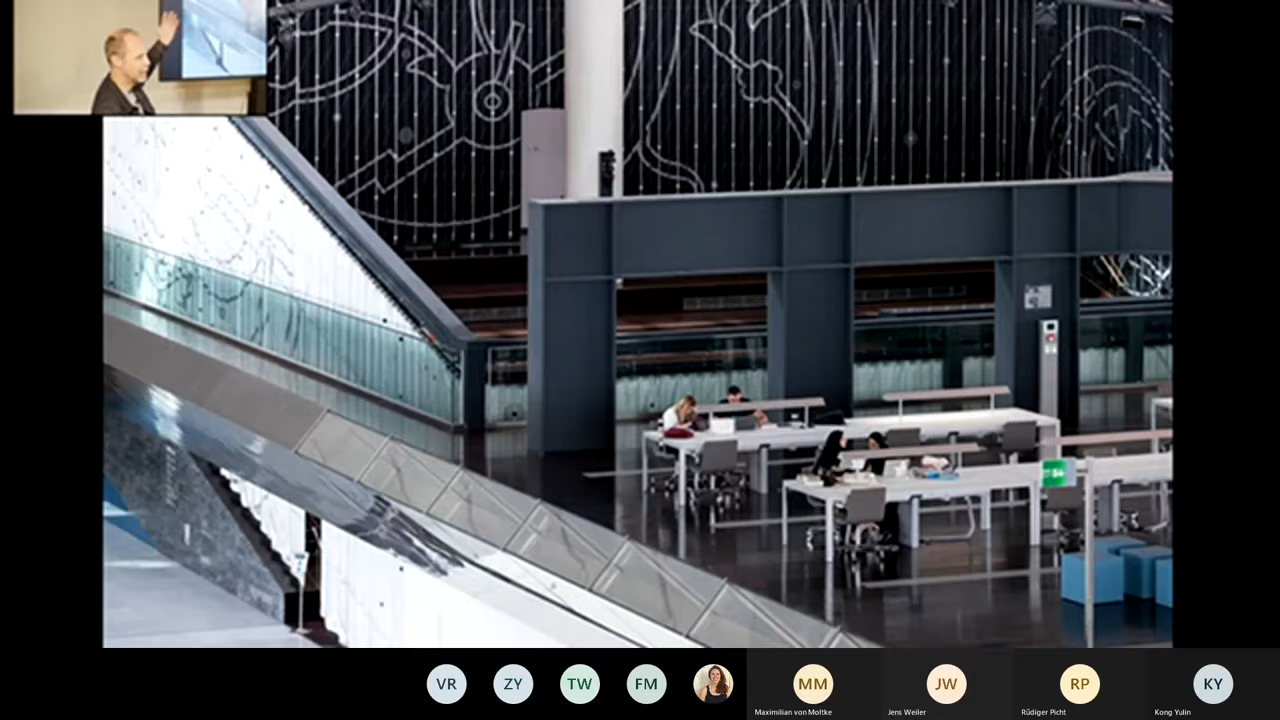 VR
ZY
TW
FM
MM
JW
RP
KY
Maximilian von Moltke
Jens Weiler
Rüdiger Picht
Kong Yulin